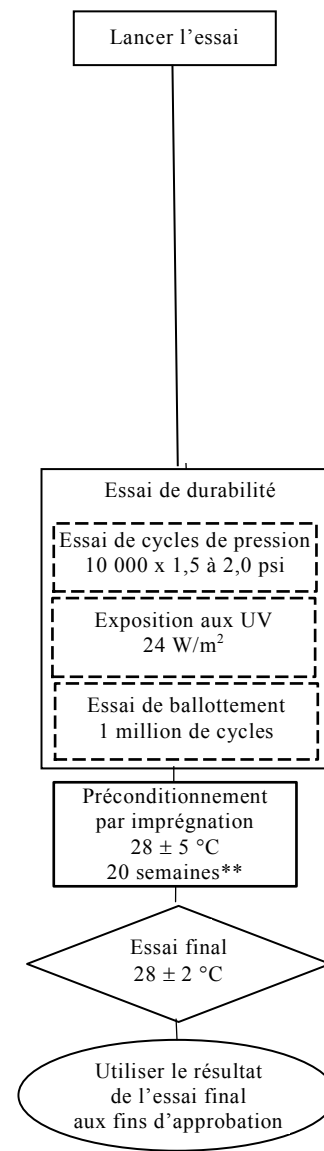 Lancer l’essai
Essai de durabilité
Essai de cycles de pression
10 000 x 1,5 à 2,0 psi
Exposition aux UV
24 W/m²
Essai de ballottement
1 million de cycles
Préconditionnement
par imprégnation
28 ± 5 °C
20 semaines**
Essai final
28 ± 2 °C
Utiliser le résultat
de l’essai final
aux fins d’approbation